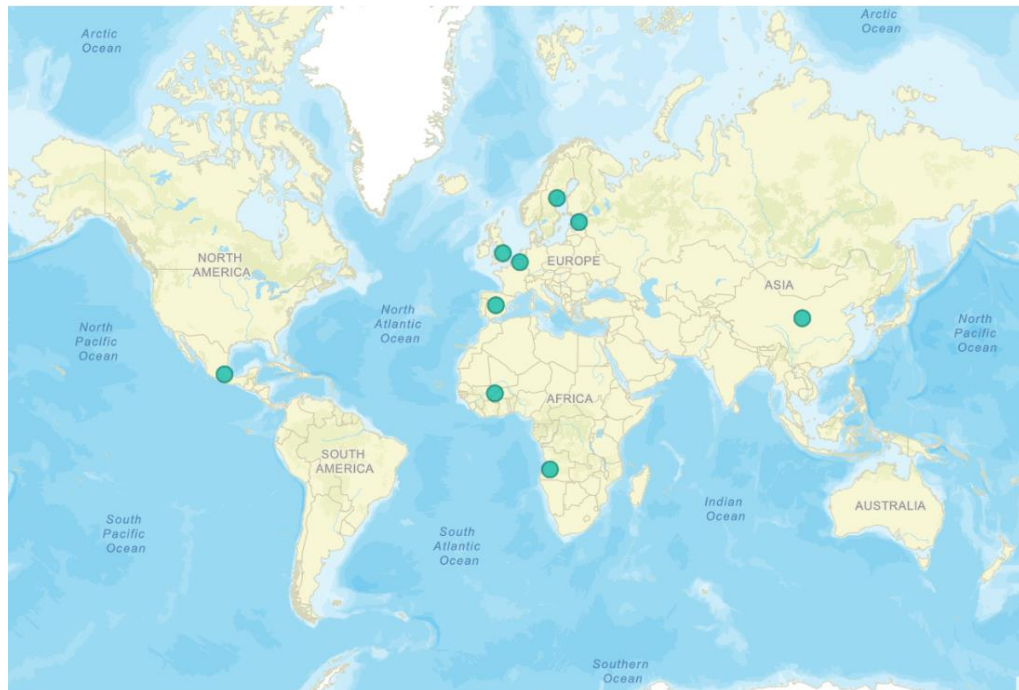 Arctic
Ocean
Arctic
Ocean
NORTH
AMERICA
EUROPE
ASIA
North
Pacific
Ocean
North
Atlantic
Ocean
North
Pacific
Ocean
AFRICA
SOUTH
AMERICA
Indian
Ocean
AUSTRALIA
South
Pacific
Ocean
South
Atlantic
Ocean
Southern
Ocean